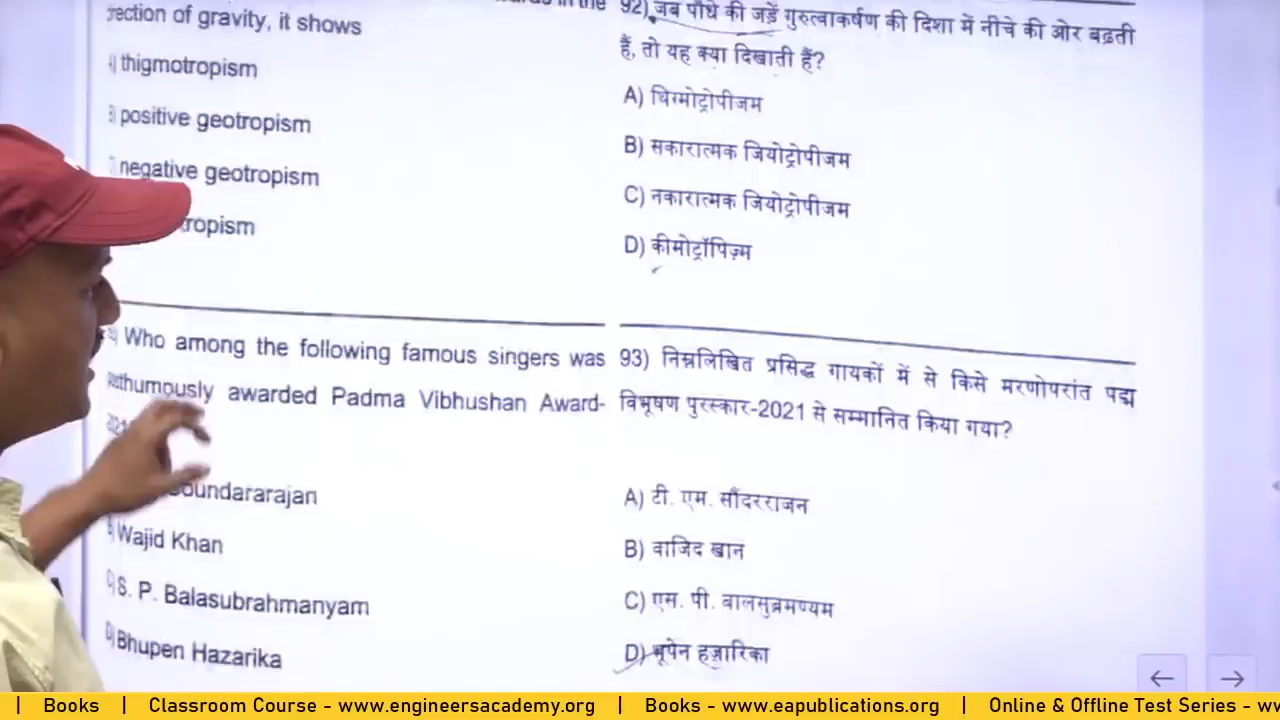 in the
direction of gravity, it shows
thigmotropism
positive geotropism
negative geotropism
tropism
92) जब पौधे की जड़ें गुरुत्वाकर्षण की दिशा में नीचे की ओर बढ़ती
हैं, तो यह क्या दिखाती हैं?
A) थिग्मोट्रोपीजम
B) सकारात्मक जियोट्रोपीजम
C) नकारात्मक जियोट्रोपीजम
D) कीमोट्रॉपिज़्म
Who among the following famous singers was
awarded Padma Vibhushan Award-
Soundararajan
Wajid Khan
S. P. Balasubrahmanyam
Bhupen Hazarika
93) निम्नलिखित प्रसिद्ध गायकों में से किसे मरणोपरांत पद्म
विभूषण पुरस्कार-2021 से सम्मानित किया गया?
A) टी. एम. सौंदरराजन
B) वाजिद खान
C) एस. पी. बालसुब्रमण्यम
D) भूपेन हज़ारिका
| Books | Classroom Course - www.engineersacademy.org | Books - www.eapublications.org | Online & Offline Test Series -